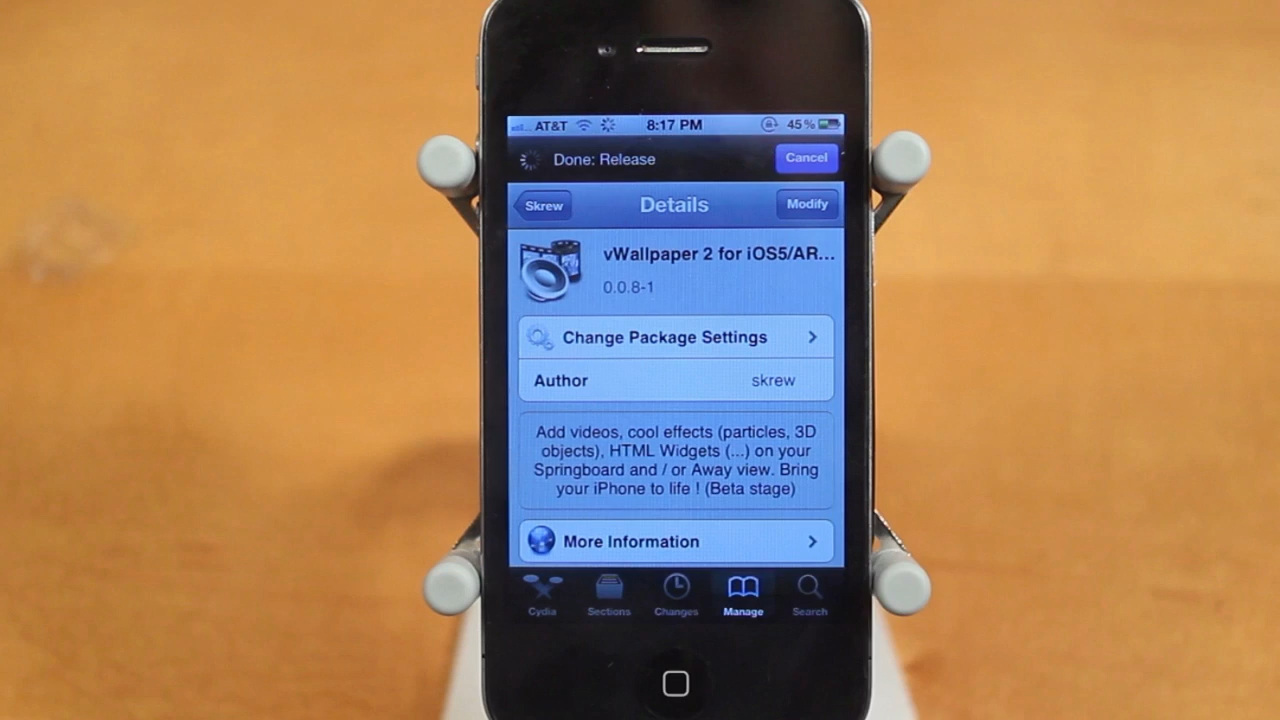 AT&T 8:17 PM 45%
Done: Release Cancel
Skrew Details Modify
vWallpaper 2 for iOS5/AR...
0.0.8-1
Change Package Settings
Author skrew
Add videos, cool effects (particles, 3D
objects), HTML Widgets (...) on your
Springboard and / or Away view. Bring
your iPhone to life ! (Beta stage)
More Information
Cydia Sections Changes Manage Search